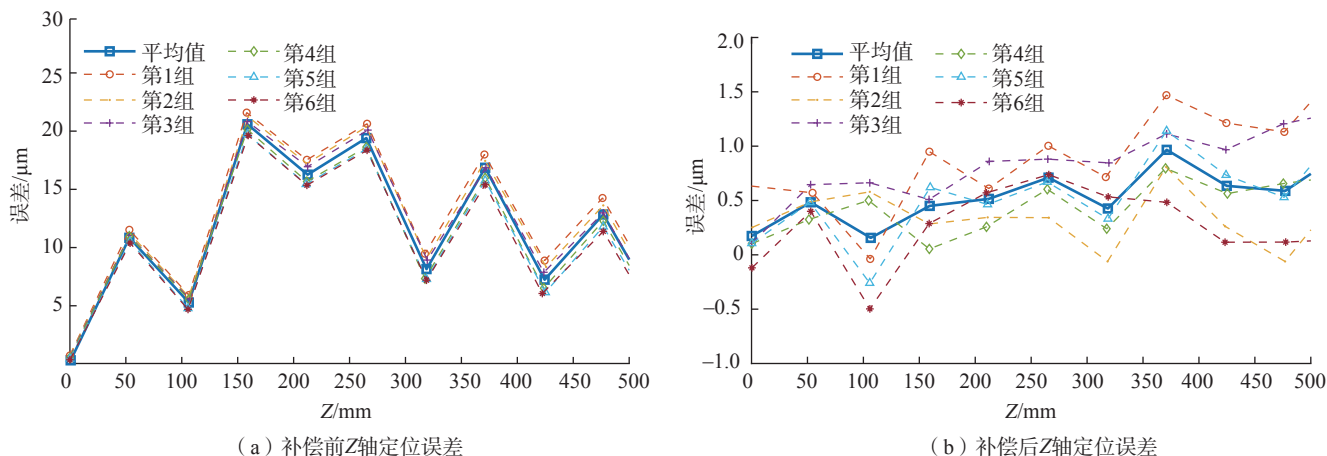 30
25
20
15
10
5
误差/μm
平均值
第1组
第2组
第3组
第4组
第5组
第6组
0 50 100 150 200 250 300 350 400 450 500
Z/mm
(a)补偿前Z轴定位误差
2.0
1.5
1.0
0.5
0
–0.5
–1.0
误差/μm
平均值
第1组
第2组
第3组
第4组
第5组
第6组
0 50 100 150 200 250 300 350 400 450 500
Z/mm
(b)补偿后Z轴定位误差